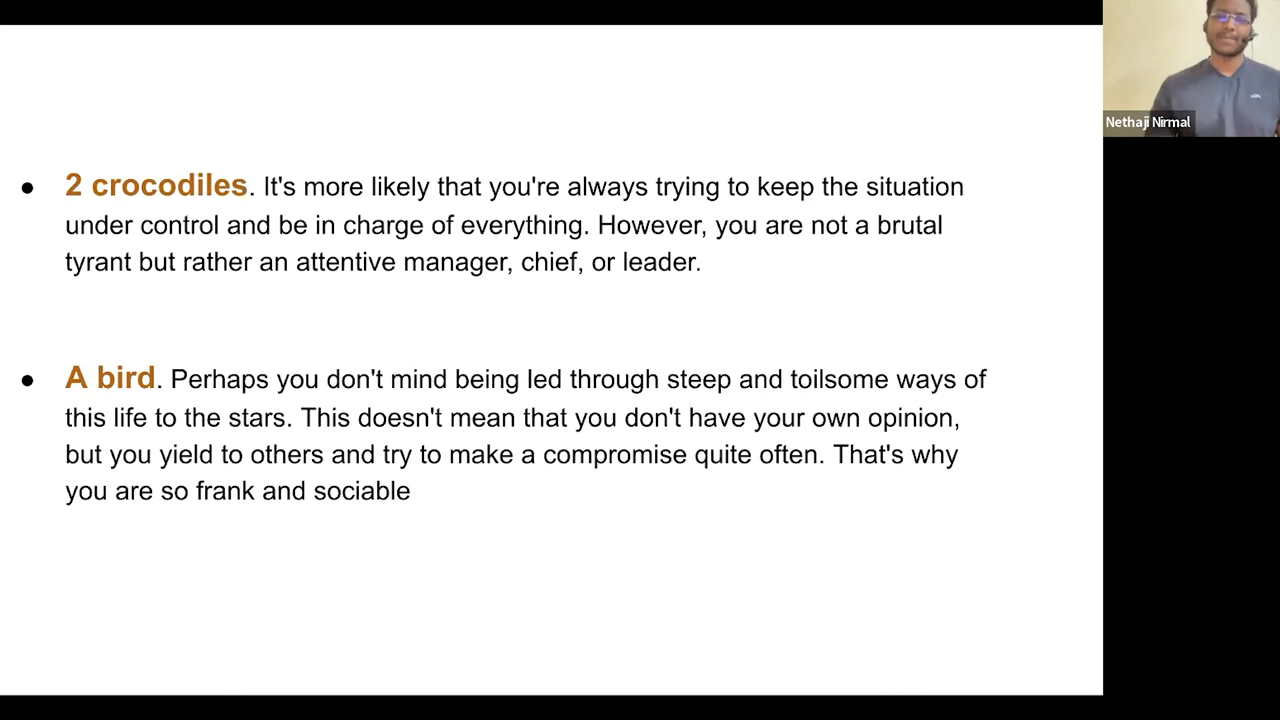 ● 2 crocodiles. It's more likely that you're always trying to keep the situation
under control and be in charge of everything. However, you are not a brutal
tyrant but rather an attentive manager, chief, or leader.
● A bird. Perhaps you don't mind being led through steep and toilsome ways of
this life to the stars. This doesn't mean that you don't have your own opinion,
but you yield to others and try to make a compromise quite often. That's why
you are so frank and sociable
Nethaji Nirmal